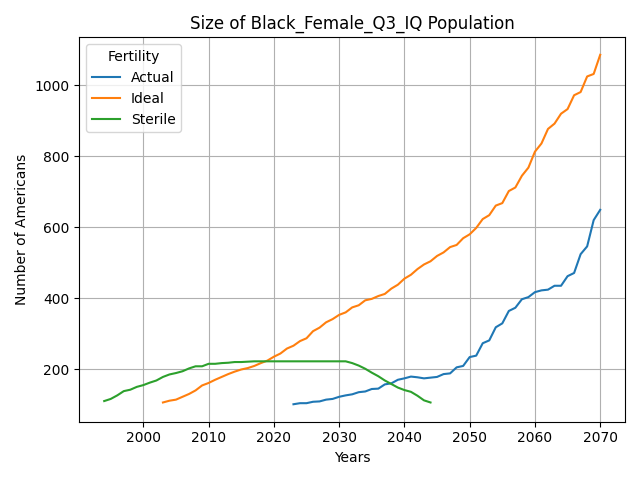 Size of Black_Female_Q3_IQ Population
Fertility
Actual
Ideal
Sterile
Number of Americans
1000
800
600
400
200
2000 2010 2020 2030 2040 2050 2060 2070
Years